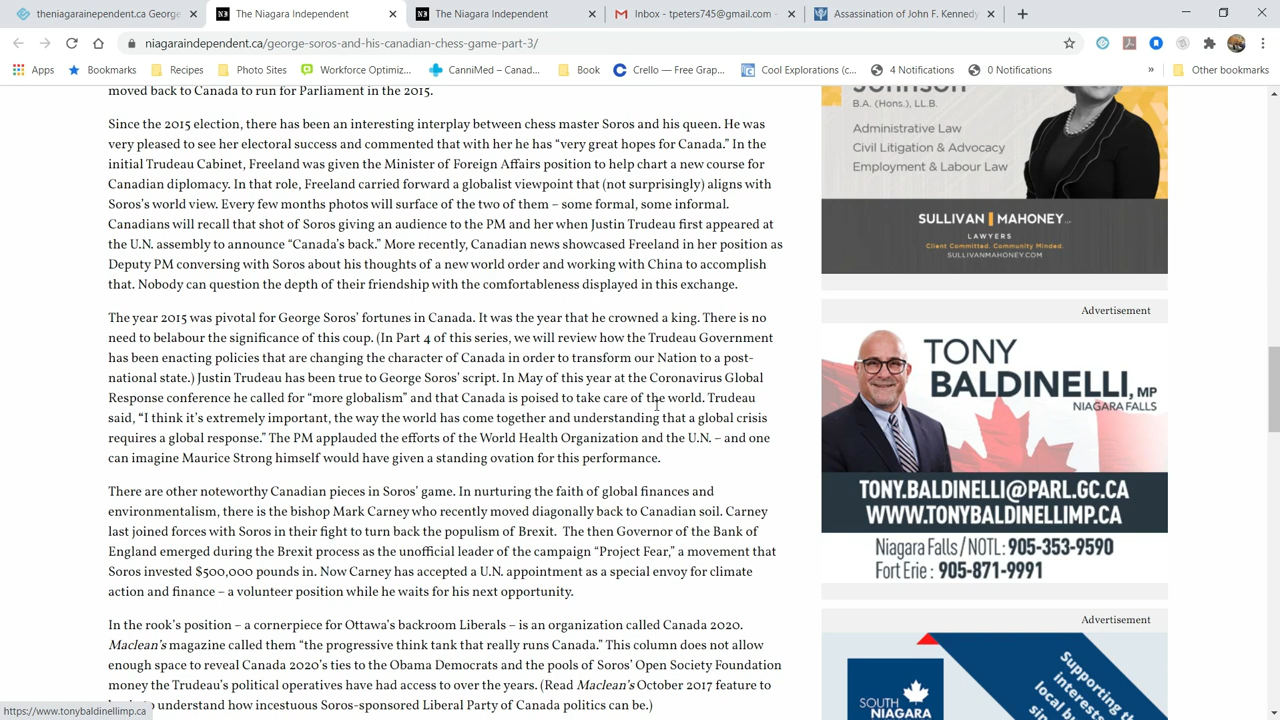 theniagarainependent.ca George
The Niagara Independent
The Niagara Independent
Inbox - tpeters745@gmail.com -
Assassination of John F. Kennedy
niagaraindependent.ca/george-soros-and-his-canadian-chess-game-part-3/
Apps
Bookmarks
Recipes
Photo Sites
Workforce Optimiz...
CanniMed – Canad...
Book
Crello — Free Grap...
Cool Explorations (c...
4 Notifications
0 Notifications
»
Other bookmarks
moved back to Canada to run for Parliament in the 2015.
Since the 2015 election, there has been an interesting interplay between chess master Soros and his queen. He was
very pleased to see her electoral success and commented that with her he has “very great hopes for Canada.” In the
initial Trudeau Cabinet, Freeland was given the Minister of Foreign Affairs position to help chart a new course for
Canadian diplomacy. In that role, Freeland carried forward a globalist viewpoint that (not surprisingly) aligns with
Soros’s world view. Every few months photos will surface of the two of them – some formal, some informal.
Canadians will recall that shot of Soros giving an audience to the PM and her when Justin Trudeau first appeared at
the U.N. assembly to announce “Canada’s back.” More recently, Canadian news showcased Freeland in her position as
Deputy PM conversing with Soros about his thoughts of a new world order and working with China to accomplish
that. Nobody can question the depth of their friendship with the comfortableness displayed in this exchange.
The year 2015 was pivotal for George Soros’ fortunes in Canada. It was the year that he crowned a king. There is no
need to belabour the significance of this coup. (In Part 4 of this series, we will review how the Trudeau Government
has been enacting policies that are changing the character of Canada in order to transform our Nation to a post-
national state.) Justin Trudeau has been true to George Soros’ script. In May of this year at the Coronavirus Global
Response conference he called for “more globalism” and that Canada is poised to take care of the world. Trudeau
said, “I think it’s extremely important, the way the world has come together and understanding that a global crisis
requires a global response.” The PM applauded the efforts of the World Health Organization and the U.N. – and one
can imagine Maurice Strong himself would have given a standing ovation for this performance.
There are other noteworthy Canadian pieces in Soros’ game. In nurturing the faith of global finances and
environmentalism, there is the bishop Mark Carney who recently moved diagonally back to Canadian soil. Carney
last joined forces with Soros in their fight to turn back the populism of Brexit. The then Governor of the Bank of
England emerged during the Brexit process as the unofficial leader of the campaign “Project Fear,” a movement that
Soros invested $500,000 pounds in. Now Carney has accepted a U.N. appointment as a special envoy for climate
action and finance – a volunteer position while he waits for his next opportunity.
In the rook’s position – a cornerpiece for Ottawa’s backroom Liberals – is an organization called Canada 2020.
Maclean’s magazine called them “the progressive think tank that really runs Canada.” This column does not allow
enough space to reveal Canada 2020’s ties to the Obama Democrats and the pools of Soros’ Open Society Foundation
money the Trudeau’s political operatives have had access to over the years. (Read Maclean’s October 2017 feature to
understand how incestuous Soros-sponsored Liberal Party of Canada politics can be.)
https://www.tonybaldinellimp.ca
Johnson
B.A. (Hons.), LL.B.
Administrative Law
Civil Litigation & Advocacy
Employment & Labour Law
SULLIVAN MAHONEY LLP
LAWYERS
Client Committed. Community Minded.
SULLIVANMAHONEY.COM
Advertisement
TONY
BALDINELLI, MP
NIAGARA FALLS
TONY.BALDINELLI@PARL.GC.CA
WWW.TONYBALDINELLIMP.CA
Niagara Falls / NOTL: 905-353-9590
Fort Erie : 905-871-9991
Advertisement
SOUTH
NIAGARA
Supporting
interests
local bu
sin